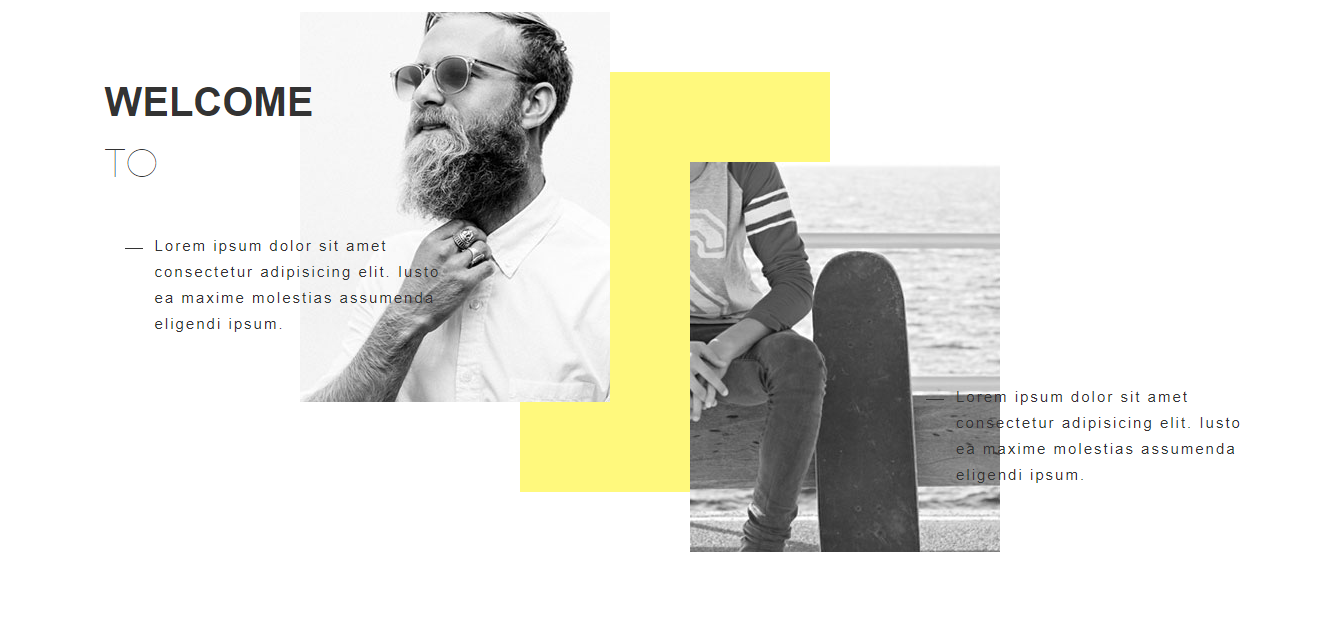 WELCOME
TO
— Lorem ipsum dolor sit amet
consectetur adipisicing elit. Iusto
ea maxime molestias assumenda
eligendi ipsum.
— Lorem ipsum dolor sit amet
consectetur adipisicing elit. Iusto
ea maxime molestias assumenda
eligendi ipsum.